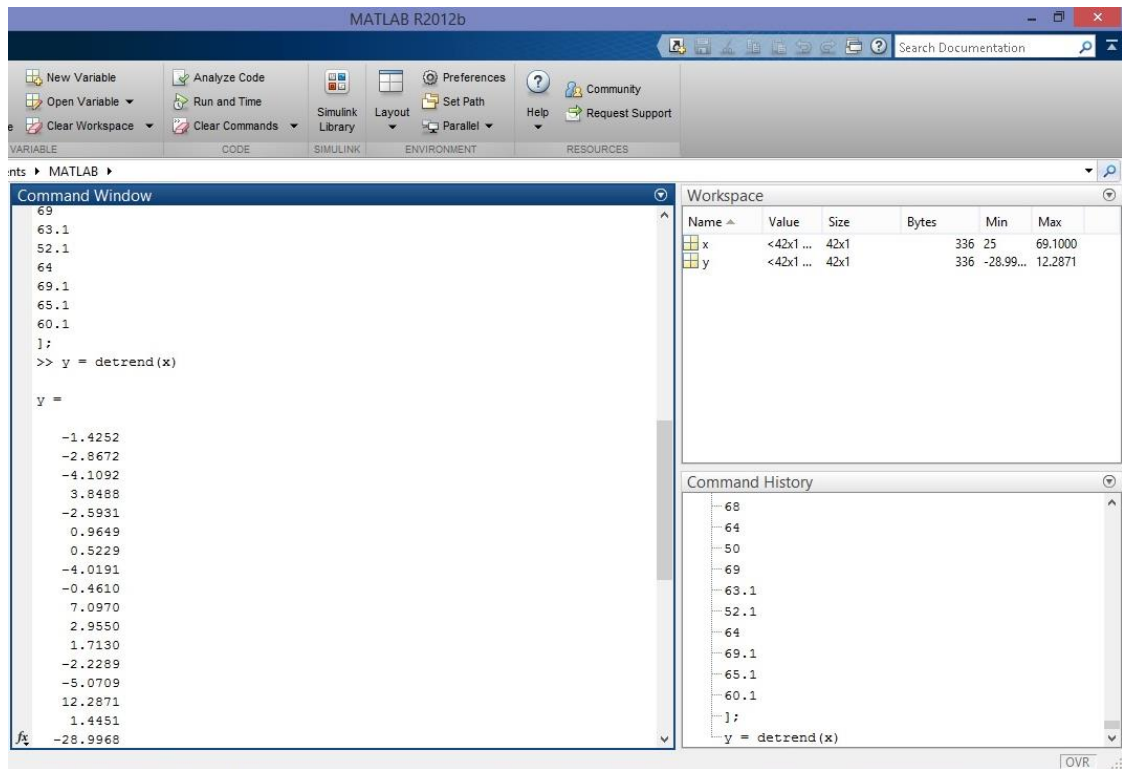 MATLAB R2012b
Search Documentation
New Variable
Open Variable
Clear Workspace
VARIABLE
Analyze Code
Run and Time
Clear Commands
CODE
Simulink
Library
SIMULINK
Layout
Preferences
Set Path
Parallel
ENVIRONMENT
Help
Community
Request Support
RESOURCES
nts ▸ MATLAB ▸
Command Window
69
63.1
52.1
64
69.1
65.1
60.1
];
>> y = detrend(x)
y =
-1.4252
-2.8672
-4.1092
3.8488
-2.5931
0.9649
0.5229
-4.0191
-0.4610
7.0970
2.9550
1.7130
-2.2289
-5.0709
12.2871
1.4451
-28.9968
fx
Workspace
Name Value Size Bytes Min Max
x <42x1 ... 42x1 336 25 69.1000
y <42x1 ... 42x1 336 -28.99... 12.2871
Command History
68
64
50
69
63.1
52.1
64
69.1
65.1
60.1
];
y = detrend(x)
OVR